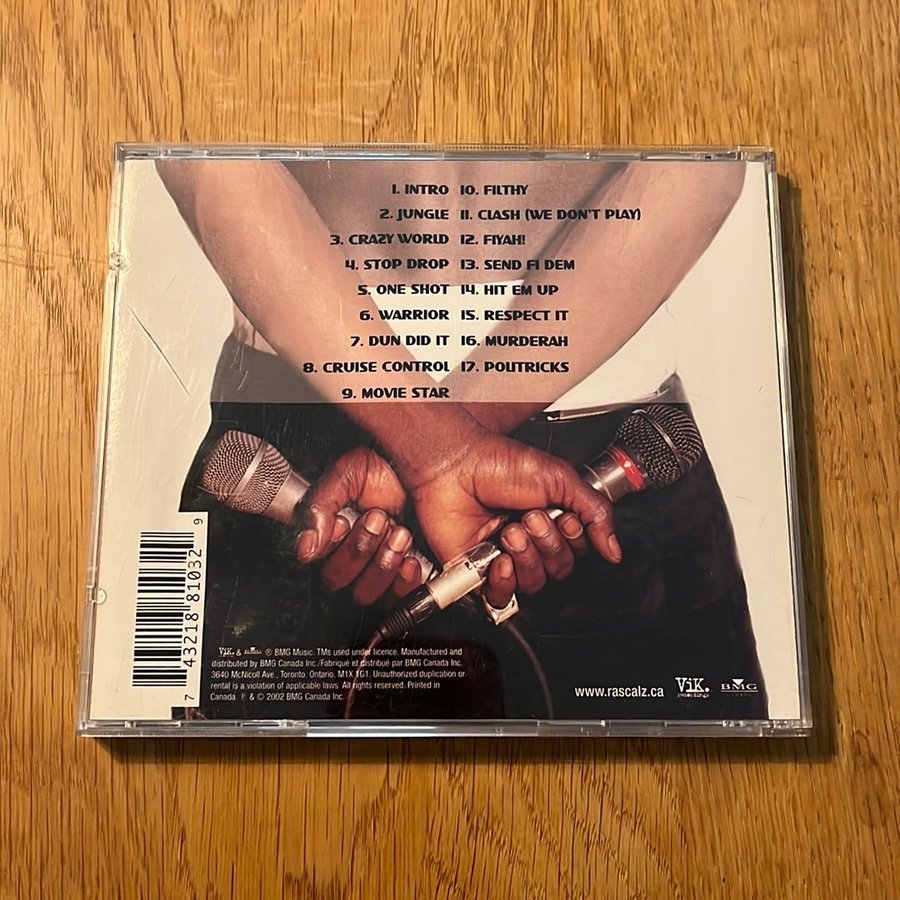 1. INTRO
2. JUNGLE
3. CRAZY WORLD
4. STOP DROP
5. ONE SHOT
6. WARRIOR
7. DUN DID IT
8. CRUISE CONTROL
9. MOVIE STAR
10. FILTHY
11. CLASH (WE DON'T PLAY)
12. FIYAH!
13. SEND FI DEM
14. HIT EM UP
15. RESPECT IT
16. MURDERAH
17. POLITRICKS
7 43218 81032 9
ViK. & BMG ® BMG Music. TMs used under licence. Manufactured and
distributed by BMG Canada Inc./Fabriqué et distribué par BMG Canada Inc.
3640 McNicoll Ave., Toronto, Ontario, M1X 1G1. Unauthorized duplication or
rental is a violation of applicable laws. All rights reserved. Printed in
Canada. ℗ & © 2002 BMG Canada Inc.
www.rascalz.ca
ViK.
recordings
BMG